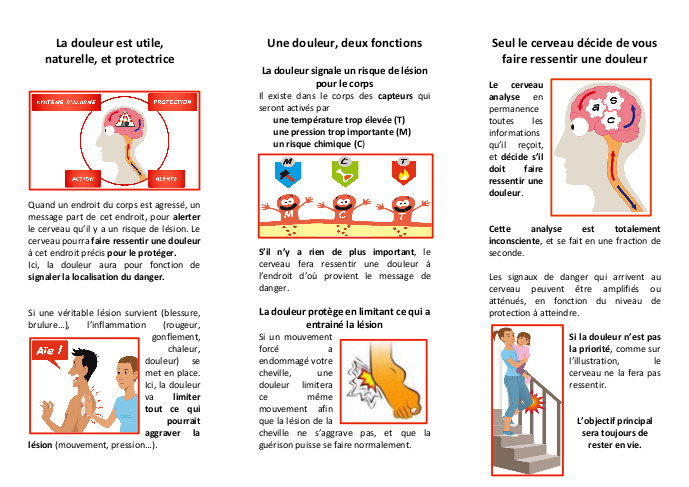 La douleur est utile,
naturelle, et protectrice
SYSTÈME D'ALARME
PROTECTION
ACTION
ALERTE
Quand un endroit du corps est agressé, un
message part de cet endroit, pour alerter
le cerveau qu'il y a un risque de lésion. Le
cerveau pourra faire ressentir une douleur
à cet endroit précis pour le protéger.
Ici, la douleur aura pour fonction de
signaler la localisation du danger.
Si une véritable lésion survient (blessure,
brulure…), l'inflammation (rougeur,
gonflement,
chaleur,
douleur) se
met en place.
Ici, la douleur
va limiter
tout ce qui
pourrait
aggraver la
lésion (mouvement, pression…).
Aïe !
Une douleur, deux fonctions
La douleur signale un risque de lésion
pour le corps
Il existe dans le corps des capteurs qui
seront activés par
une température trop élevée (T)
une pression trop importante (M)
un risque chimique (C)
M C T
M C T
S'il n'y a rien de plus important, le
cerveau fera ressentir une douleur à
l'endroit d'où provient le message de
danger.
La douleur protège en limitant ce qui a
entrainé la lésion
Si un mouvement
forcé a
endommagé votre
cheville, une
douleur limitera
ce même
mouvement afin
que la lésion de la
cheville ne s'aggrave pas, et que la
guérison puisse se faire normalement.
Seul le cerveau décide de vous
faire ressentir une douleur
Le cerveau
analyse en
permanence
toutes les
informations
qu'il reçoit,
et décide s'il
doit faire
ressentir une
douleur.
a s
c
Cette analyse est totalement
inconsciente, et se fait en une fraction de
seconde.
Les signaux de danger qui arrivent au
cerveau peuvent être amplifiés ou
atténués, en fonction du niveau de
protection à atteindre.
Si la douleur n'est pas
la priorité, comme sur
l'illustration, le
cerveau ne la fera pas
ressentir.
L'objectif principal
sera toujours de
rester en vie.